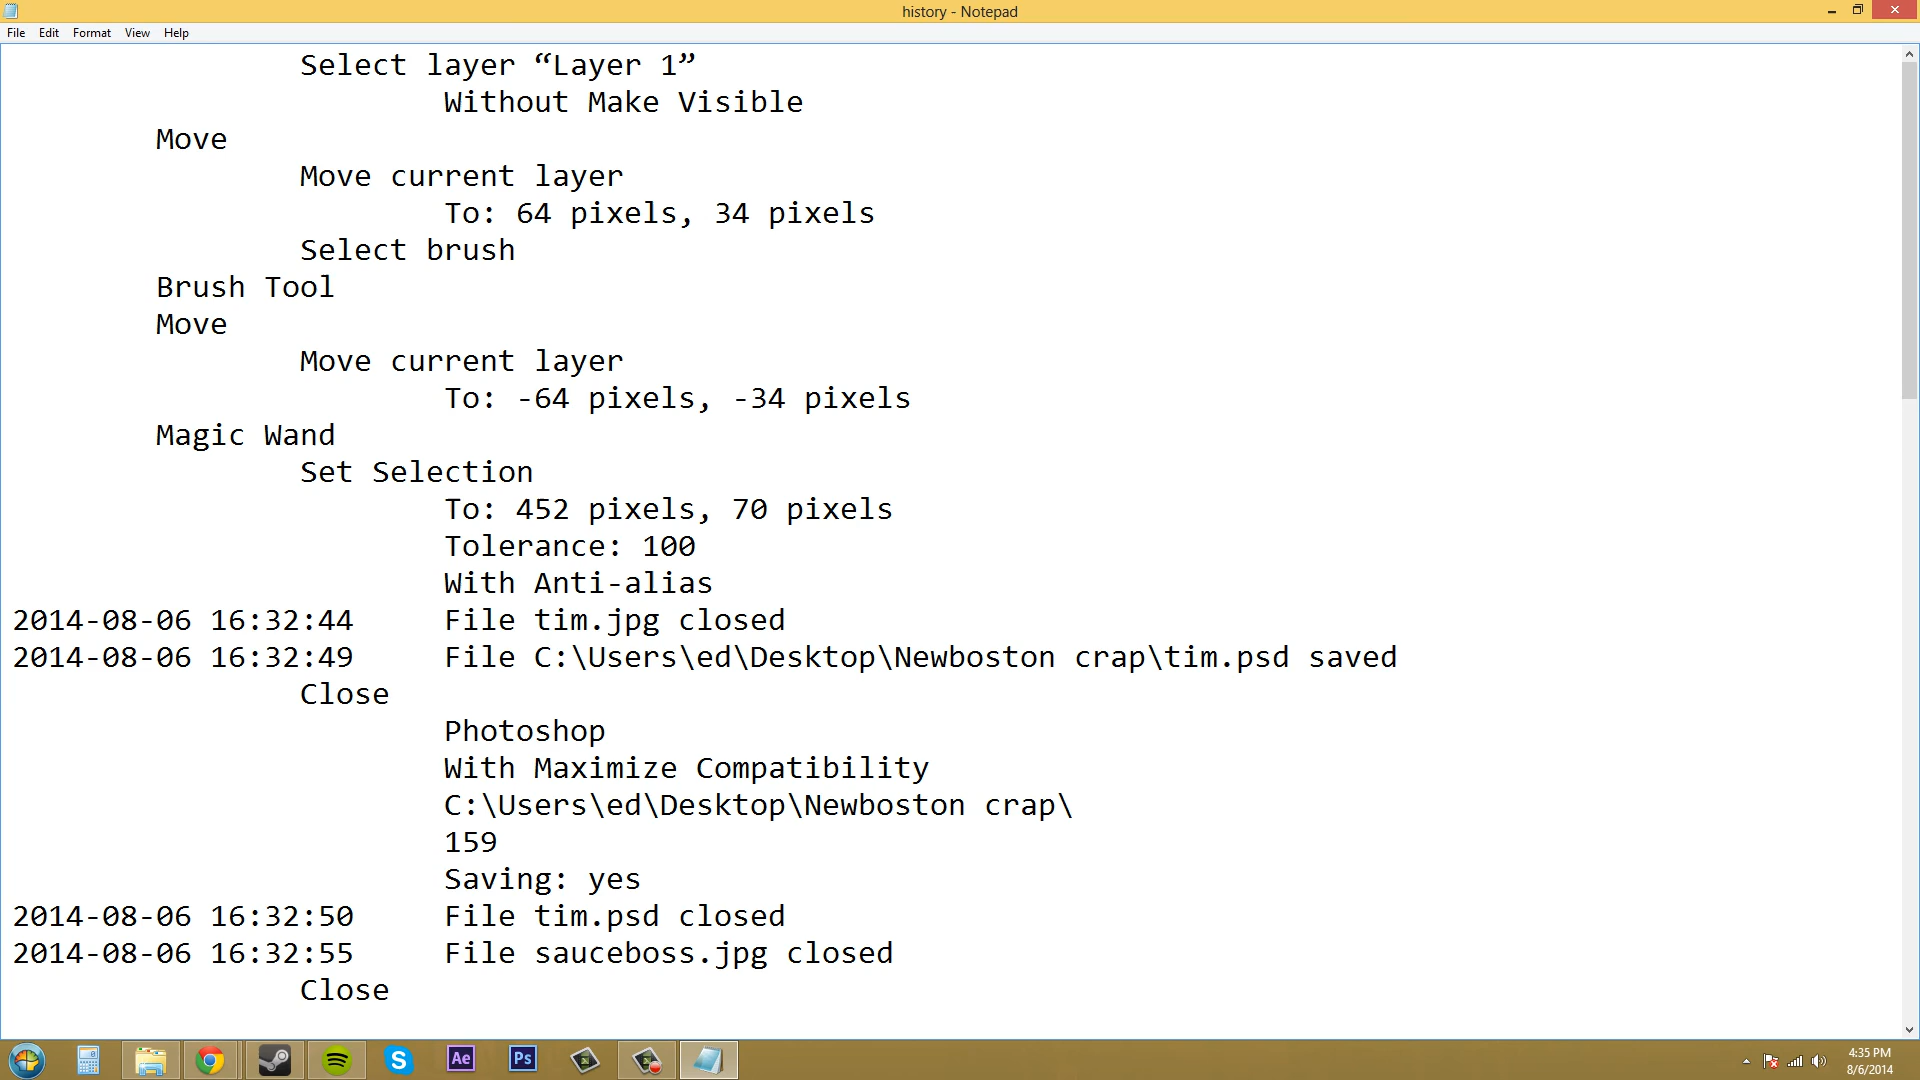 history - Notepad
File Edit Format View Help
Select layer “Layer 1”
Without Make Visible
Move
Move current layer
To: 64 pixels, 34 pixels
Select brush
Brush Tool
Move
Move current layer
To: -64 pixels, -34 pixels
Magic Wand
Set Selection
To: 452 pixels, 70 pixels
Tolerance: 100
With Anti-alias
2014-08-06 16:32:44 File tim.jpg closed
2014-08-06 16:32:49 File C:\Users\ed\Desktop\Newboston crap\tim.psd saved
Close
Photoshop
With Maximize Compatibility
C:\Users\ed\Desktop\Newboston crap\
159
Saving: yes
2014-08-06 16:32:50 File tim.psd closed
2014-08-06 16:32:55 File sauceboss.jpg closed
Close
Ae Ps
4:35 PM
8/6/2014